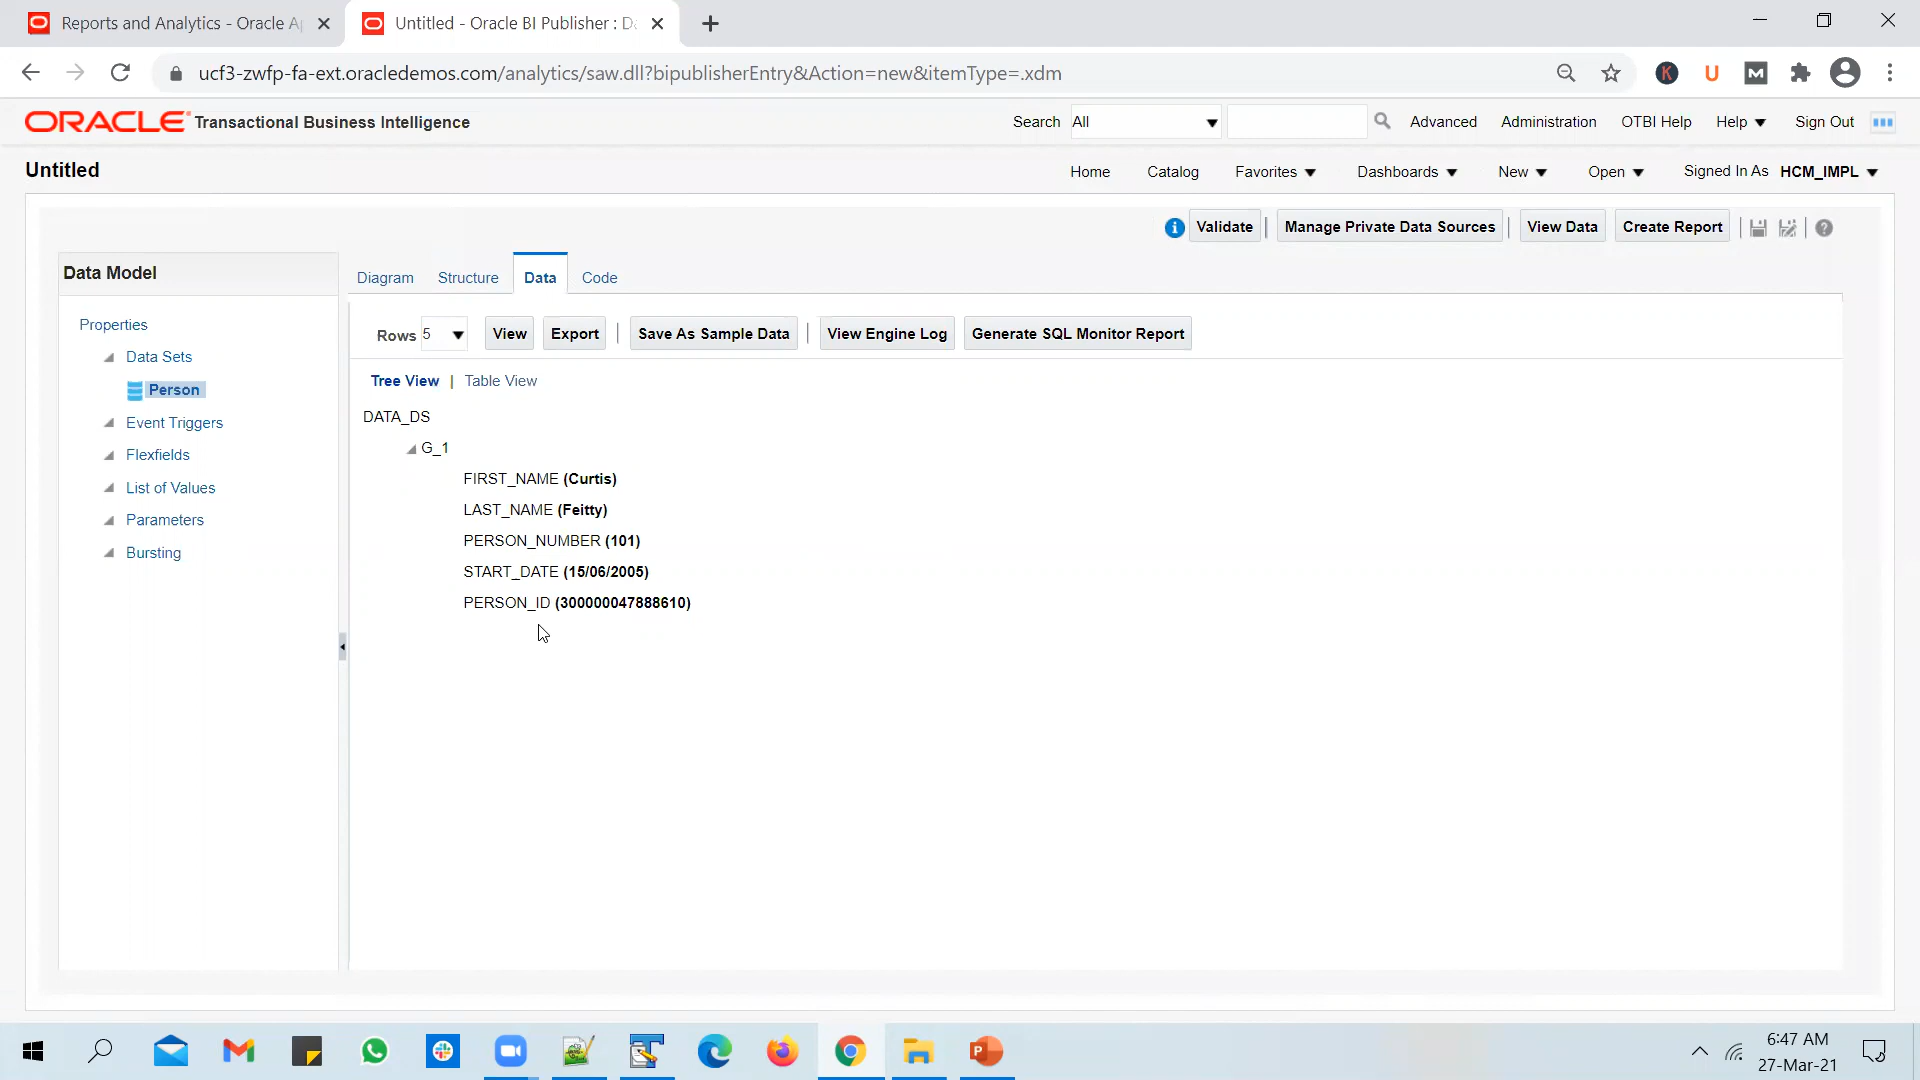 Reports and Analytics - Oracle Ap
Untitled - Oracle BI Publisher : Da
ucf3-zwfp-fa-ext.oracledemos.com/analytics/saw.dll?bipublisherEntry&Action=new&itemType=.xdm
ORACLE Transactional Business Intelligence
Search All Advanced Administration OTBI Help Help Sign Out
Untitled
Home Catalog Favorites Dashboards New Open Signed In As HCM_IMPL
Validate Manage Private Data Sources View Data Create Report
Data Model
Diagram Structure Data Code
Properties
Data Sets
Person
Event Triggers
Flexfields
List of Values
Parameters
Bursting
Rows 5 View Export Save As Sample Data View Engine Log Generate SQL Monitor Report
Tree View | Table View
DATA_DS
G_1
FIRST_NAME (Curtis)
LAST_NAME (Feitty)
PERSON_NUMBER (101)
START_DATE (15/06/2005)
PERSON_ID (300000047888610)
6:47 AM
27-Mar-21